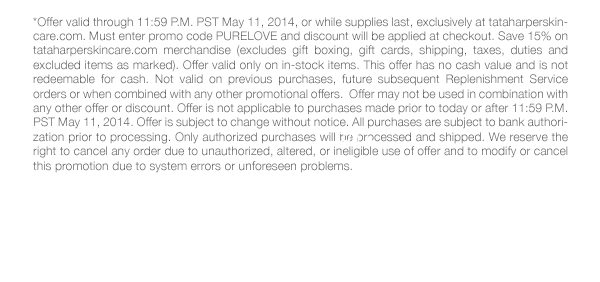 *Offer valid through 11:59 P.M. PST May 11, 2014, or while supplies last, exclusively at tataharperskin-
care.com. Must enter promo code PURELOVE and discount will be applied at checkout. Save 15% on
tataharperskincare.com merchandise (excludes gift boxing, gift cards, shipping, taxes, duties and
excluded items as marked). Offer valid only on in-stock items. This offer has no cash value and is not
redeemable for cash. Not valid on previous purchases, future subsequent Replenishment Service
orders or when combined with any other promotional offers. Offer may not be used in combination with
any other offer or discount. Offer is not applicable to purchases made prior to today or after 11:59 P.M.
PST May 11, 2014. Offer is subject to change without notice. All purchases are subject to bank authori-
zation prior to processing. Only authorized purchases will be processed and shipped. We reserve the
right to cancel any order due to unauthorized, altered, or ineligible use of offer and to modify or cancel
this promotion due to system errors or unforeseen problems.